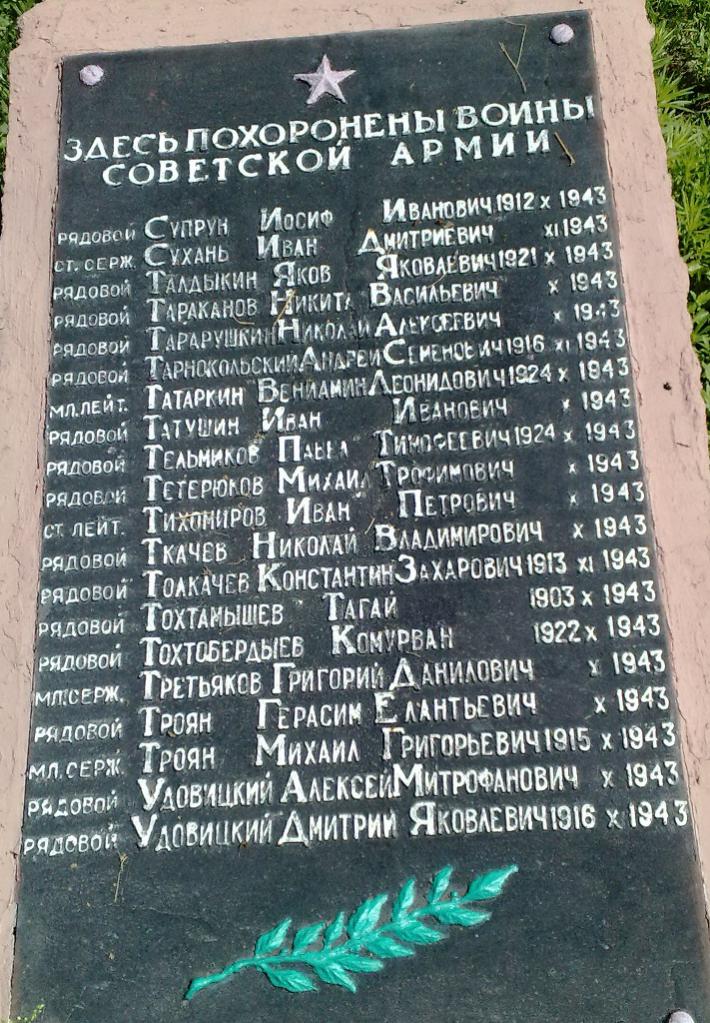 ЗДЕСЬ ПОХОРОНЕНЫ ВОИНЫ
СОВЕТСКОЙ АРМИИ
РЯДОВОЙ СУПРУН ИОСИФ ИВАНОВИЧ 1912 X 1943
СТ. СЕРЖ. СУХАНЬ ИВАН ДМИТРИЕВИЧ XI 1943
РЯДОВОЙ ТАЛДЫКИН ЯКОВ ЯКОВЛЕВИЧ 1921 X 1943
РЯДОВОЙ ТАРАКАНОВ НИКИТА ВАСИЛЬЕВИЧ X 1943
РЯДОВОЙ ТАРАРУШКИН НИКОЛАЙ АЛЕКСЕЕВИЧ X 1943
РЯДОВОЙ ТАРНОКОЛЬСКИЙ АНДРЕЙ СЕМЕНОВИЧ 1916 XI 1943
МЛ. ЛЕЙТ. ТАТАРКИН ВЕНИАМИН ЛЕОНИДОВИЧ 1924 X 1943
РЯДОВОЙ ТАТУШИН ИВАН ИВАНОВИЧ X 1943
РЯДОВОЙ ТЕЛЬМИКОВ ПАВЕЛ ТИМОФЕЕВИЧ 1924 X 1943
РЯДОВОЙ ТЕТЕРЮКОВ МИХАИЛ ТРОФИМОВИЧ X 1943
СТ. ЛЕЙТ. ТИХОМИРОВ ИВАН ПЕТРОВИЧ X 1943
РЯДОВОЙ ТКАЧЕВ НИКОЛАЙ ВЛАДИМИРОВИЧ X 1943
РЯДОВОЙ ТОЛКАЧЕВ КОНСТАНТИН ЗАХАРОВИЧ 1913 XI 1943
РЯДОВОЙ ТОХТАМЫШЕВ ТАГАЙ 1903 X 1943
РЯДОВОЙ ТОХТОБЕРДЫЕВ КОМУРВАН 1922 X 1943
МЛ. СЕРЖ. ТРЕТЬЯКОВ ГРИГОРИЙ ДАНИЛОВИЧ X 1943
РЯДОВОЙ ТРОЯН ГЕРАСИМ ЕЛАНТЬЕВИЧ X 1943
МЛ. СЕРЖ. ТРОЯН МИХАИЛ ГРИГОРЬЕВИЧ 1915 X 1943
РЯДОВОЙ УДОВИЦКИЙ АЛЕКСЕЙ МИТРОФАНОВИЧ X 1943
РЯДОВОЙ УДОВИЦКИЙ ДМИТРИЙ ЯКОВЛЕВИЧ 1916 X 1943